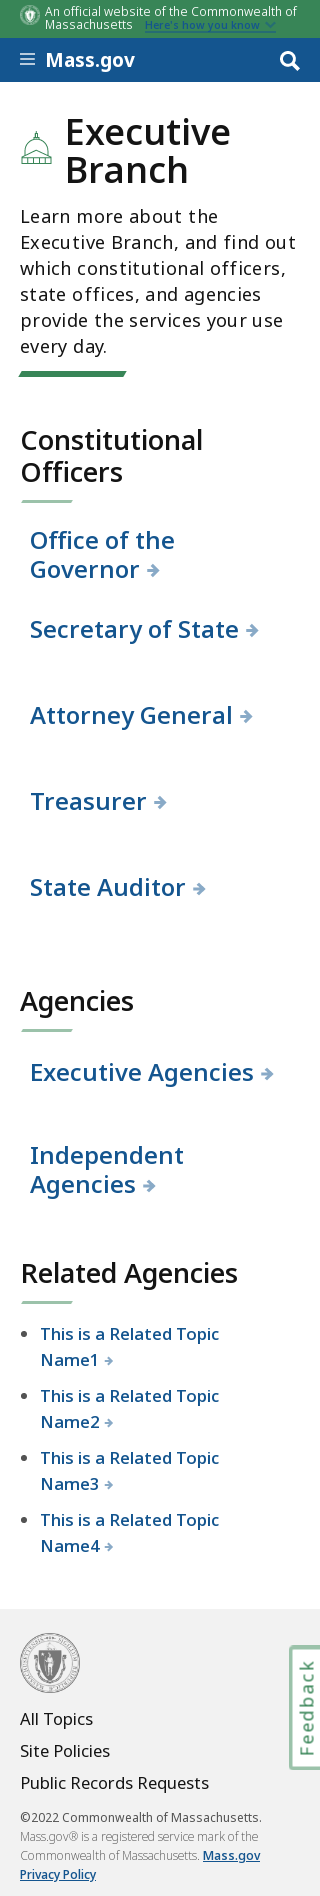 An official website of the Commonwealth of
Massachusetts Here's how you know
Mass.gov
Executive
Branch
Learn more about the
Executive Branch, and find out
which constitutional officers,
state offices, and agencies
provide the services your use
every day.
Constitutional
Officers
Office of the
Governor
Secretary of State
Attorney General
Treasurer
State Auditor
Agencies
Executive Agencies
Independent
Agencies
Related Agencies
This is a Related Topic
Name1
This is a Related Topic
Name2
This is a Related Topic
Name3
This is a Related Topic
Name4
Feedback
All Topics
Site Policies
Public Records Requests
©2022 Commonwealth of Massachusetts.
Mass.gov® is a registered service mark of the
Commonwealth of Massachusetts. Mass.gov
Privacy Policy